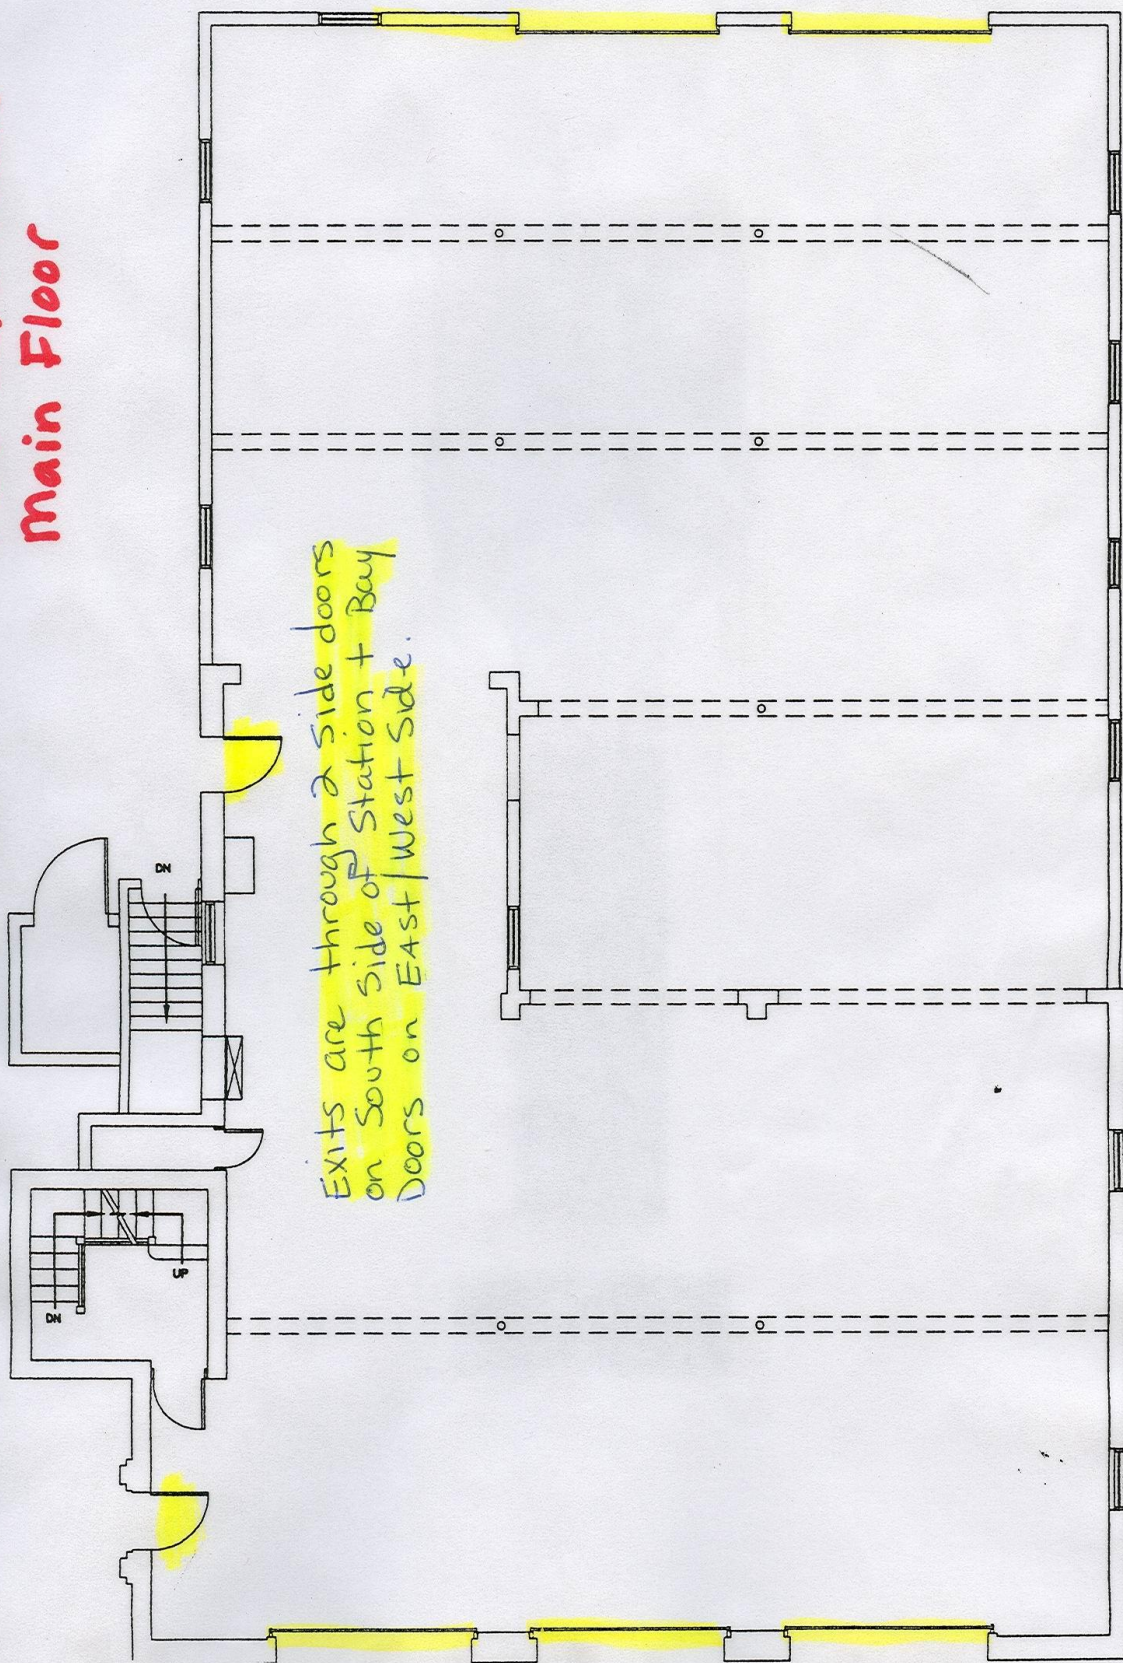 main Floor
Exits are through 2 side doors
on South side of Station + Bay
Doors on EAst/West Side.
DN
UP
DN